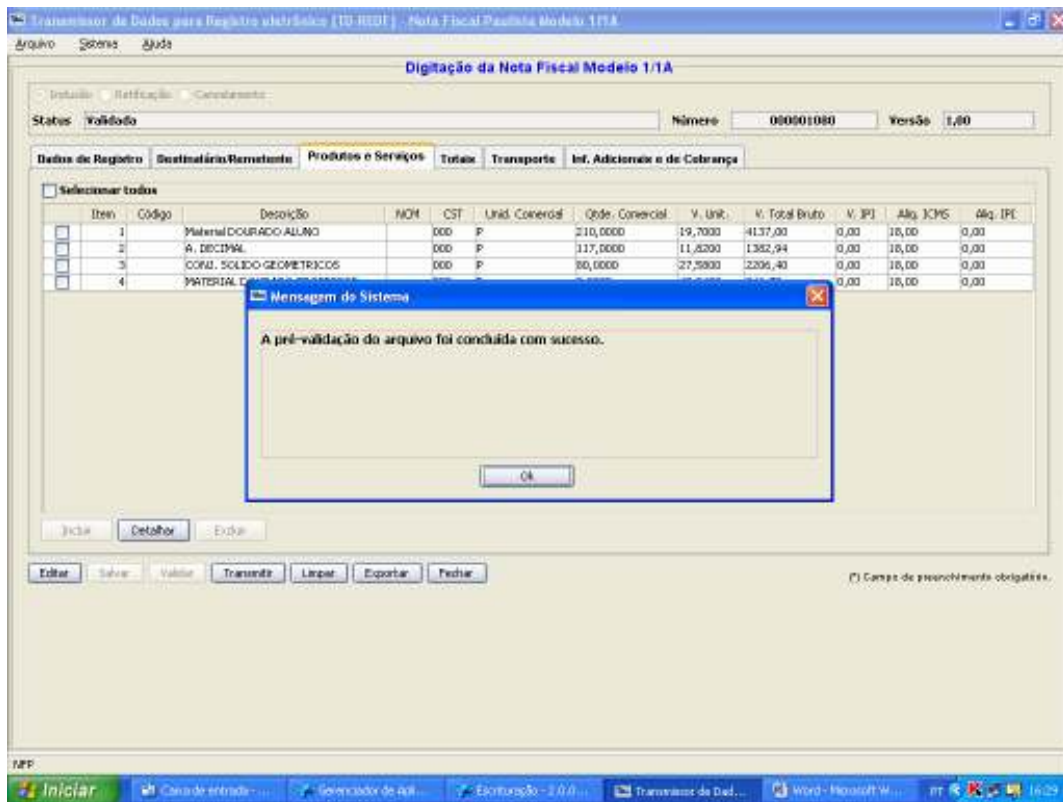 Transmissor de Dados para Registro eletrônico (TD REDF) - Nota Fiscal Paulista Modelo 1/1A
Arquivo Sistema Ajuda
Digitação da Nota Fiscal Modelo 1/1A
Inclusão Retificação Cancelamento
Status Validada Número 000001080 Versão 1,00
Dados de Registro Destinatário/Remetente Produtos e Serviços Totais Transporte Inf. Adicionais e de Cobrança
Selecionar todos
Item Código Descrição NCM CST Unid. Comercial Qtde. Comercial V. Unit. V. Total Bruto V. IPI Aliq. ICMS Aliq. IPI
1 Material DOURADO ALUNO 000 P 210,0000 19,7000 4137,00 0,00 18,00 0,00
2 A. DECIMAL 000 P 117,0000 11,8200 1382,94 0,00 18,00 0,00
3 CONJ. SOLIDO GEOMETRICOS 000 P 80,0000 27,5800 2206,40 0,00 18,00 0,00
4 MATERIAL 0,00 18,00 0,00
Mensagem do Sistema
A pré-validação do arquivo foi concluída com sucesso.
Ok
Incluir Detalhar Excluir
Editar Salvar Validar Transmitir Limpar Exportar Fechar
(*) Campo de preenchimento obrigatório.
NFP
Iniciar Caixa de entrada - ... Gerenciador de Apli... Escrituração - 2.0.0... Transmissor de Dad... Word - Microsoft W... PT 16:29